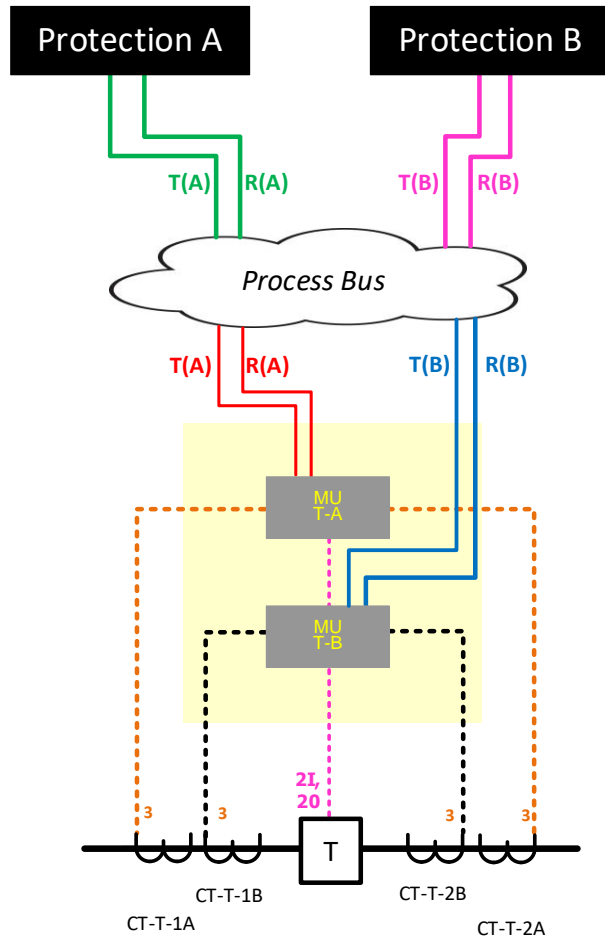 Protection A
Protection B
T(A)
R(A)
T(B)
R(B)
Process Bus
T(A)
R(A)
T(B)
R(B)
MU
T-A
MU
T-B
2I,
20
3
3
3
3
T
CT-T-1B
CT-T-2B
CT-T-1A
CT-T-2A